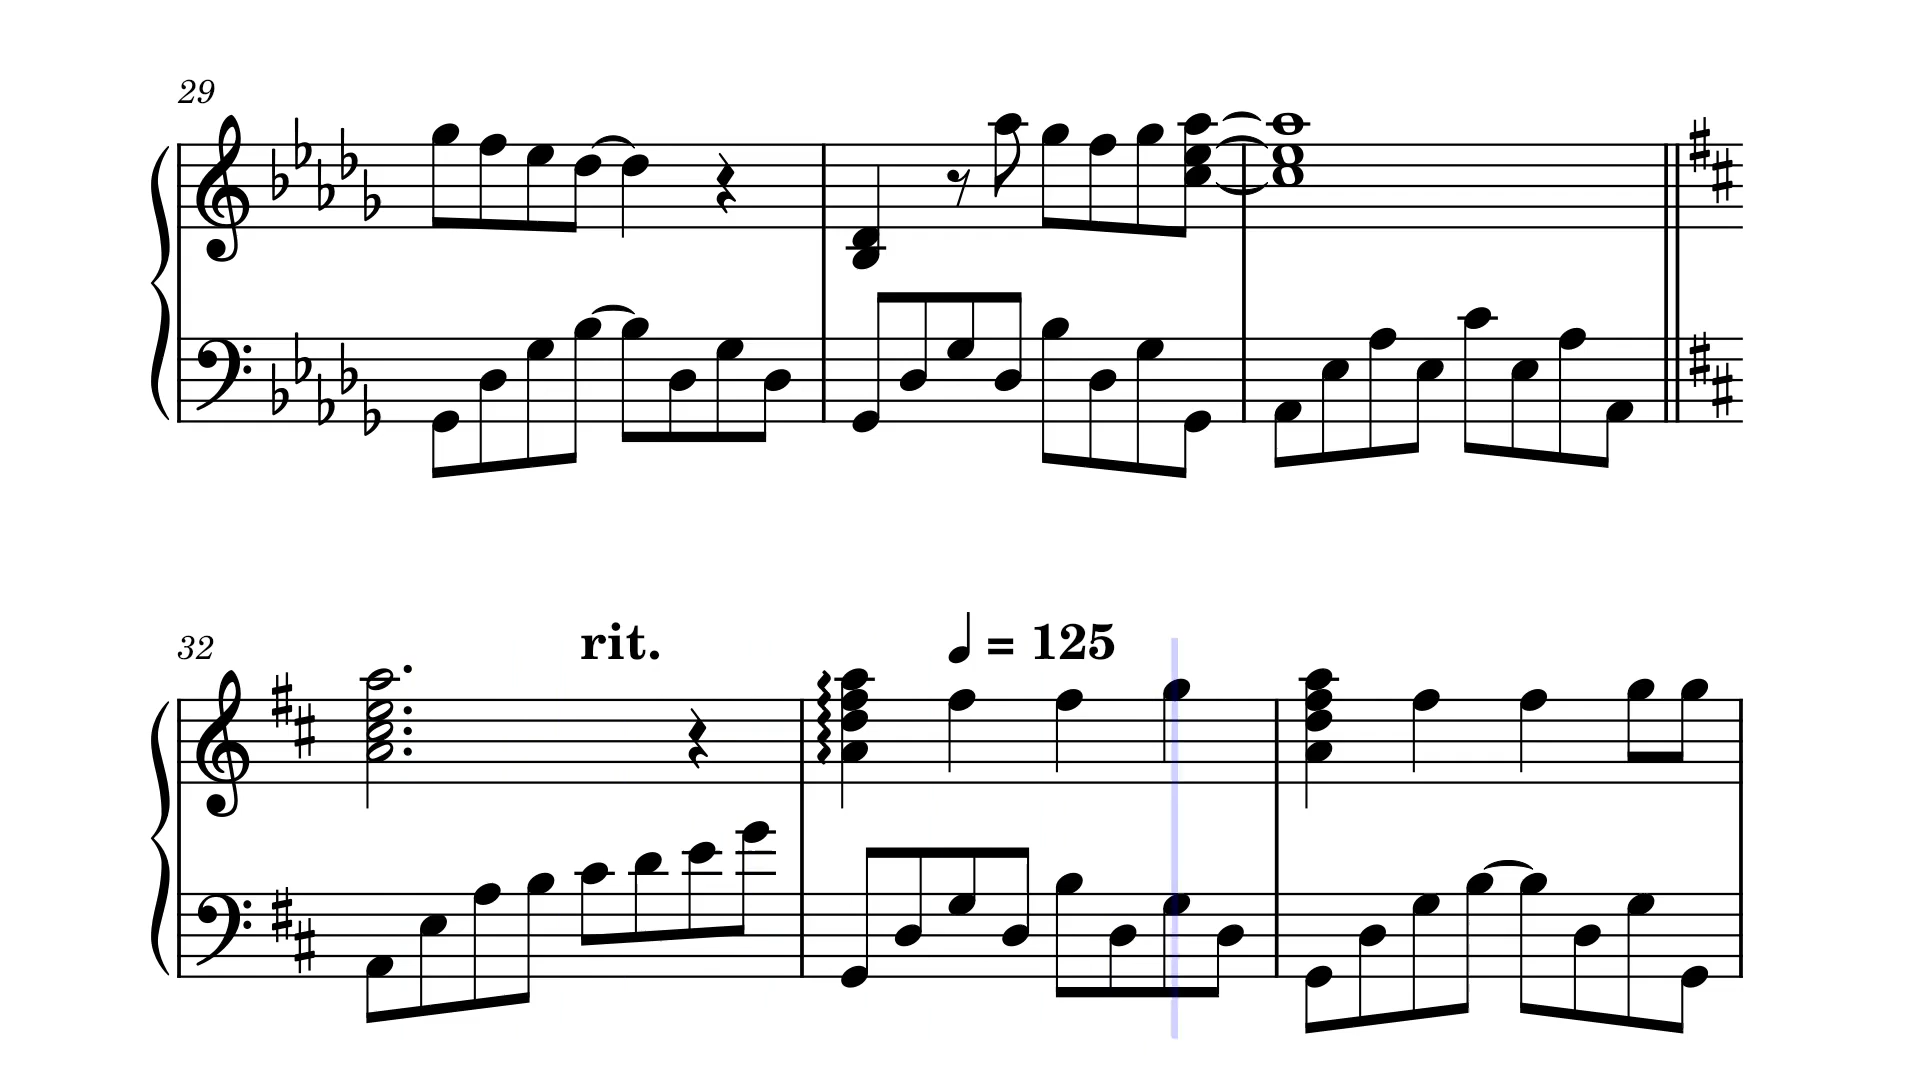 29
32
rit.
♩ = 125